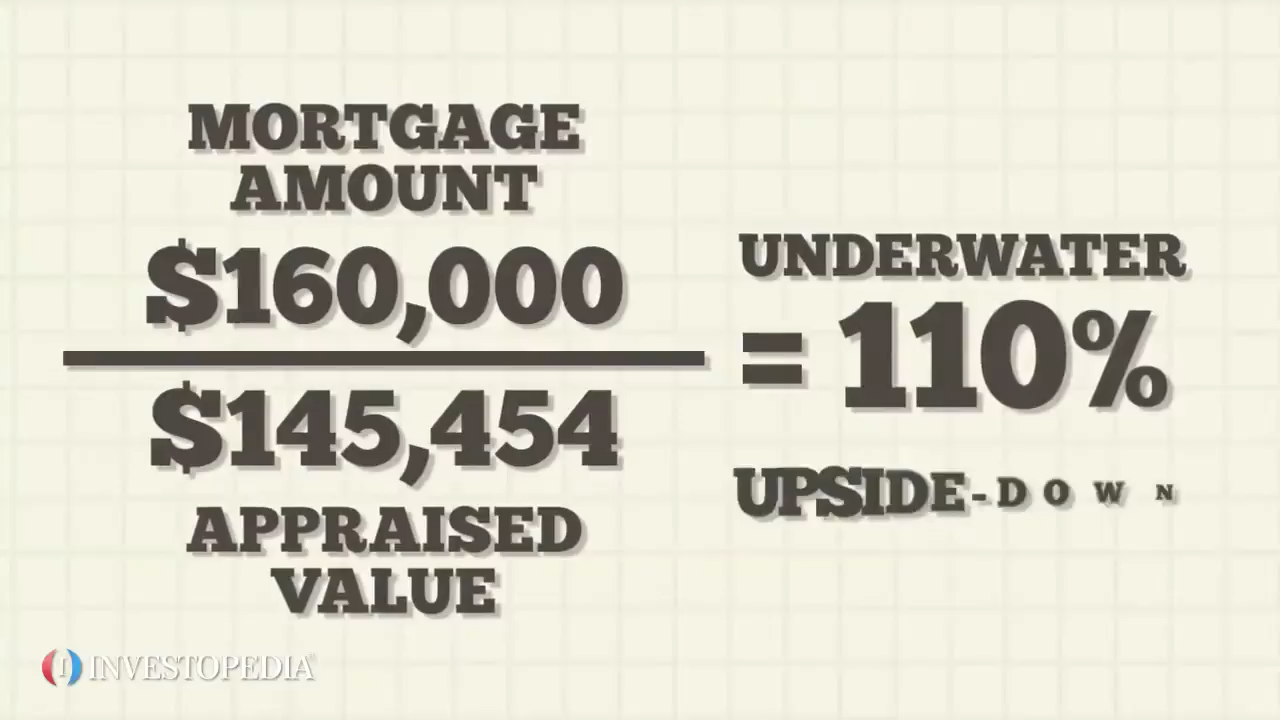 MORTGAGE
AMOUNT
$160,000
$145,454
APPRAISED
VALUE
UNDERWATER
= 110%
UPSIDE-DOWN
INVESTOPEDIA